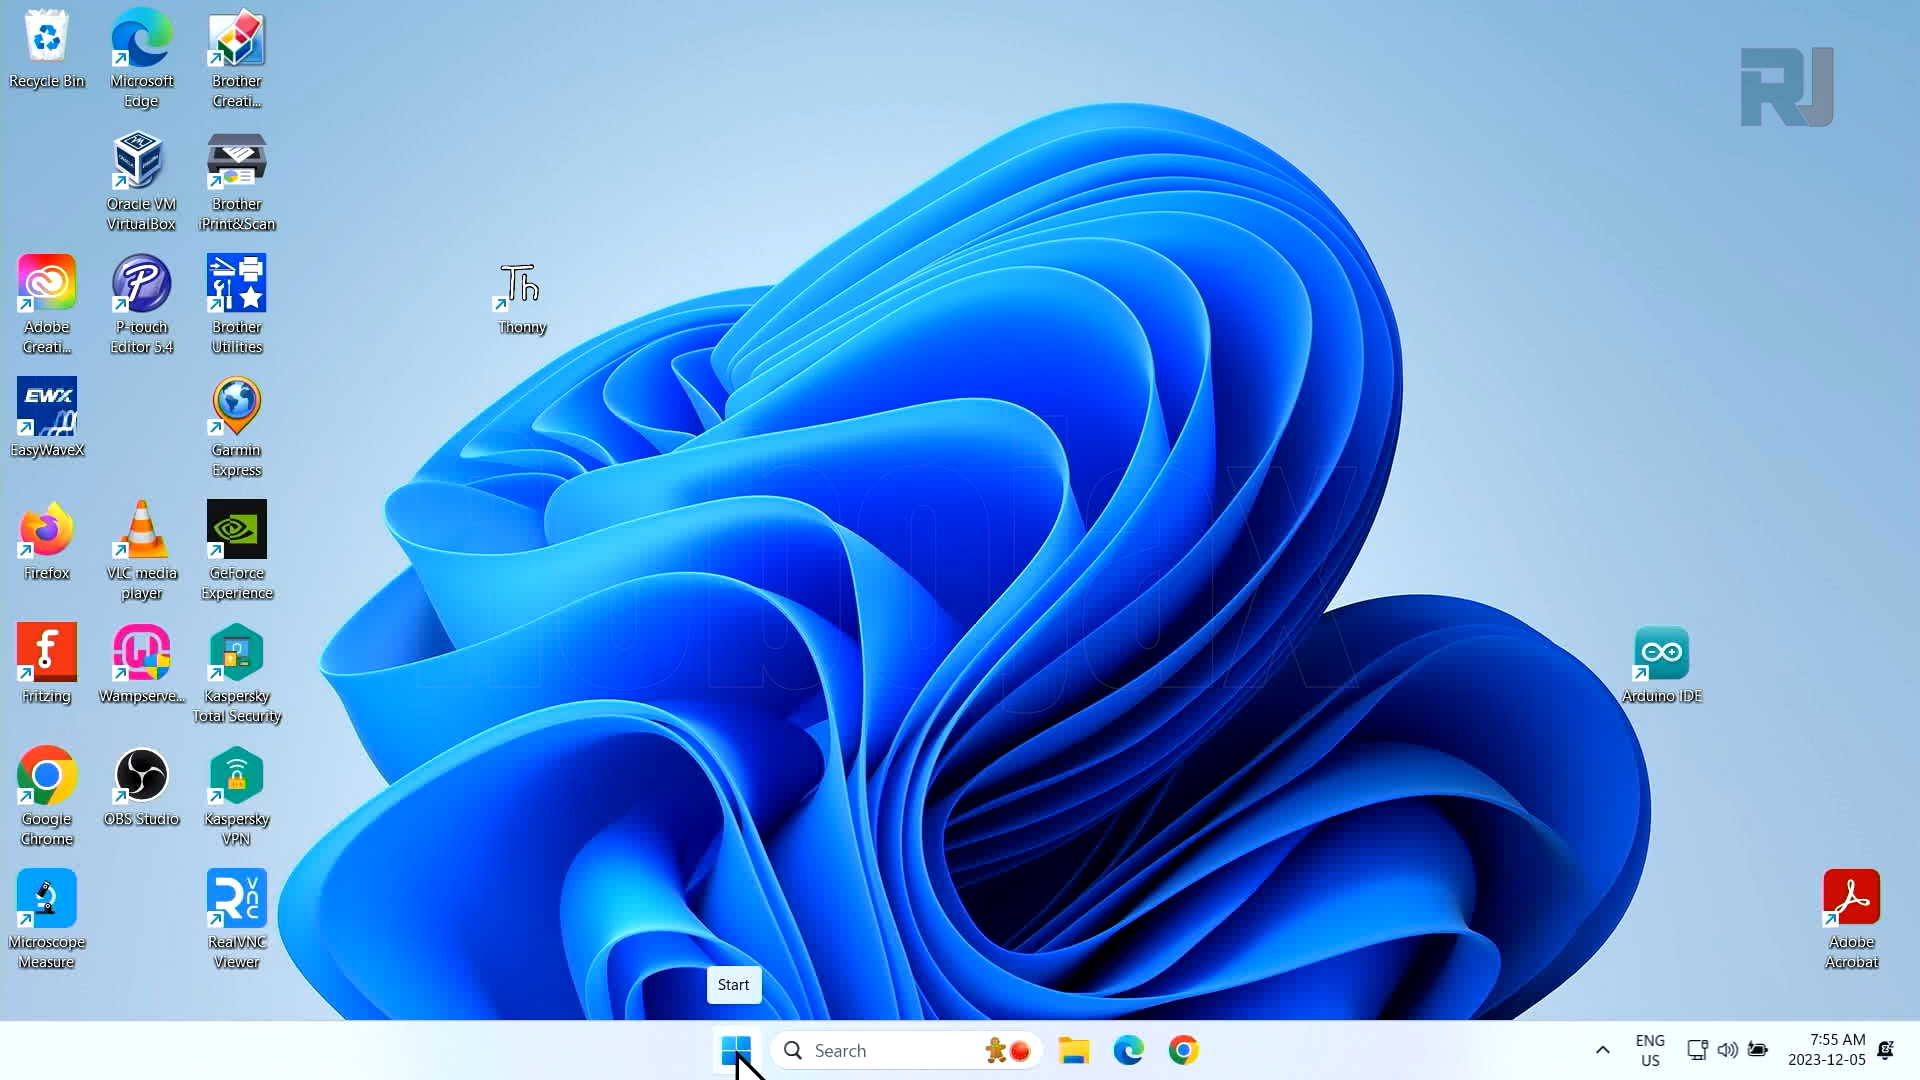 Recycle Bin
Microsoft
Edge
Brother
Creati...
Oracle VM
VirtualBox
Brother
iPrint&Scan
Adobe
Creati...
P-touch
Editor 5.4
Brother
Utilities
Th
Thonny
EWX
EasyWaveX
Garmin
Express
Firefox
VLC media
player
GeForce
Experience
Fritzing
Wampserve...
Kaspersky
Total Security
Google
Chrome
OBS Studio
Kaspersky
VPN
Microscope
Measure
RealVNC
Viewer
Arduino IDE
Adobe
Acrobat
RJ
robojax
Start
Search
ENG
US
7:55 AM
2023-12-05